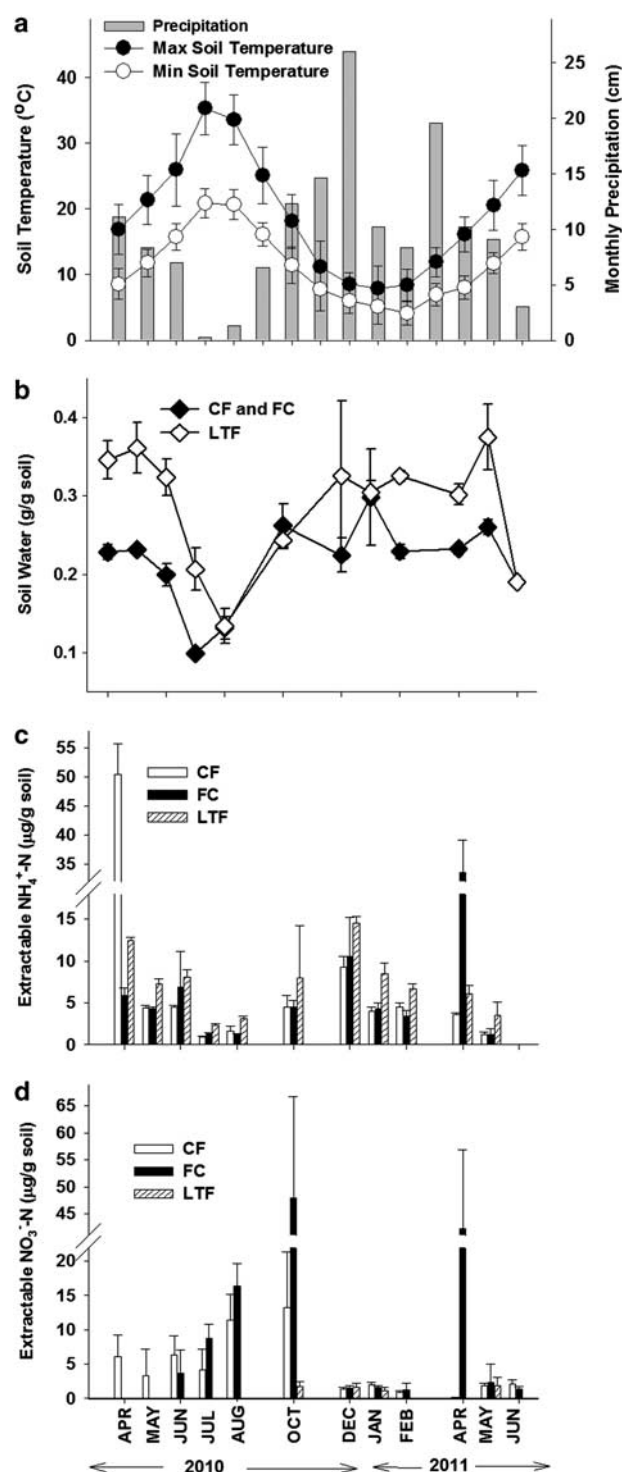 a
Precipitation
Max Soil Temperature
Min Soil Temperature
Soil Temperature (°C)
40
30
20
10
0
Monthly Precipitation (cm)
25
20
15
10
5
0
b
CF and FC
LTF
Soil Water (g/g soil)
0.4
0.3
0.2
0.1
c
CF
FC
LTF
Extractable NH₄⁺-N (µg/g soil)
55
50
45
40
35
15
10
5
0
d
CF
FC
LTF
Extractable NO₃⁻-N (µg/g soil)
65
60
55
50
45
20
15
10
5
0
APR MAY JUN JUL AUG OCT DEC JAN FEB APR MAY JUN
2010 2011